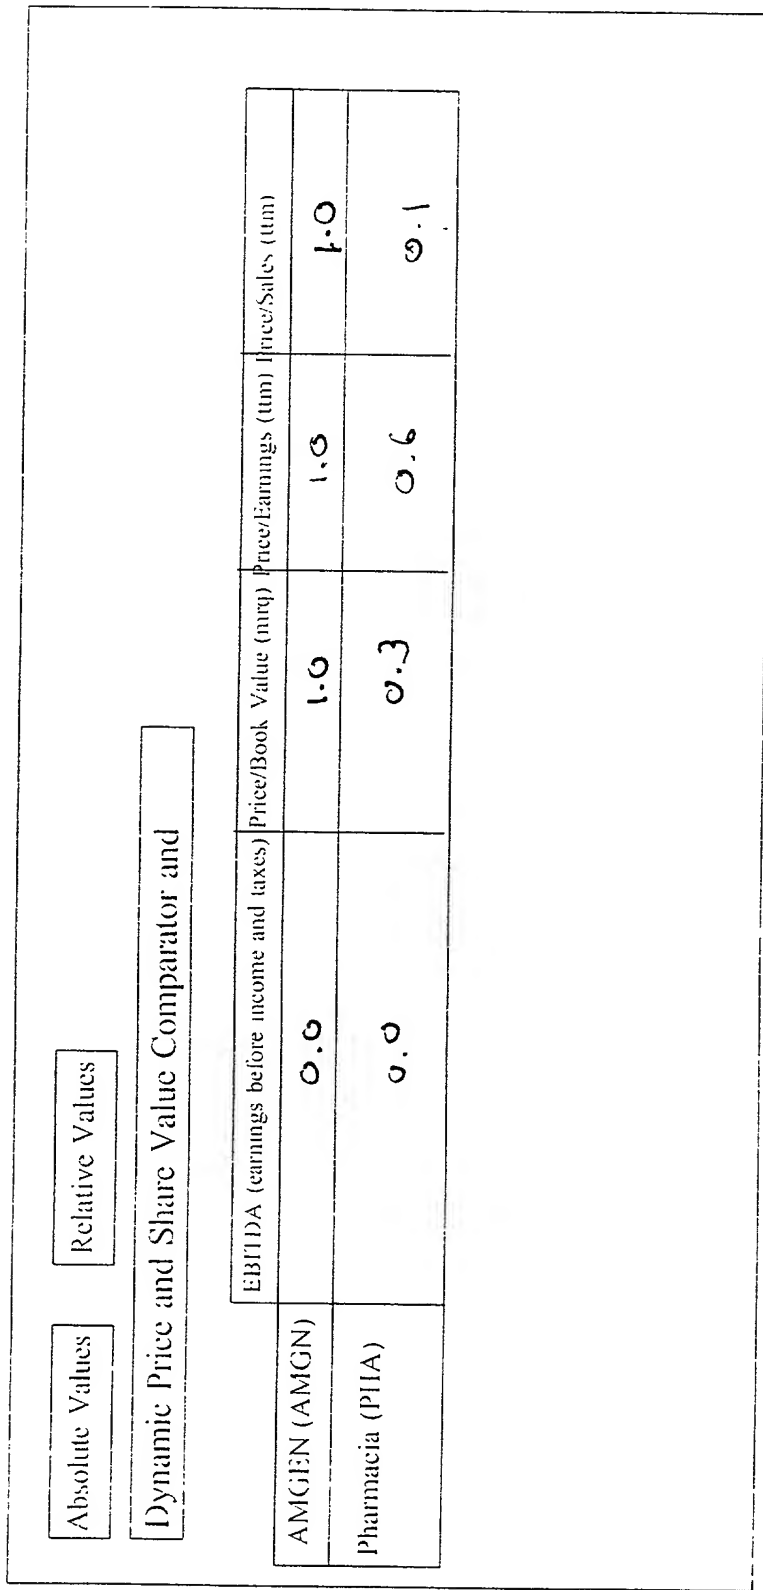 Absolute Values Relative Values
Dynamic Price and Share Value Comparator and
EBITDA (earnings before income and taxes) Price/Book Value (mrq) Price/Earnings (ttm) Price/Sales (ttm)
AMGEN (AMGN) 0.0 1.0 1.0 1.0
Pharmacia (PHA) 0.0 0.3 0.6 0.1